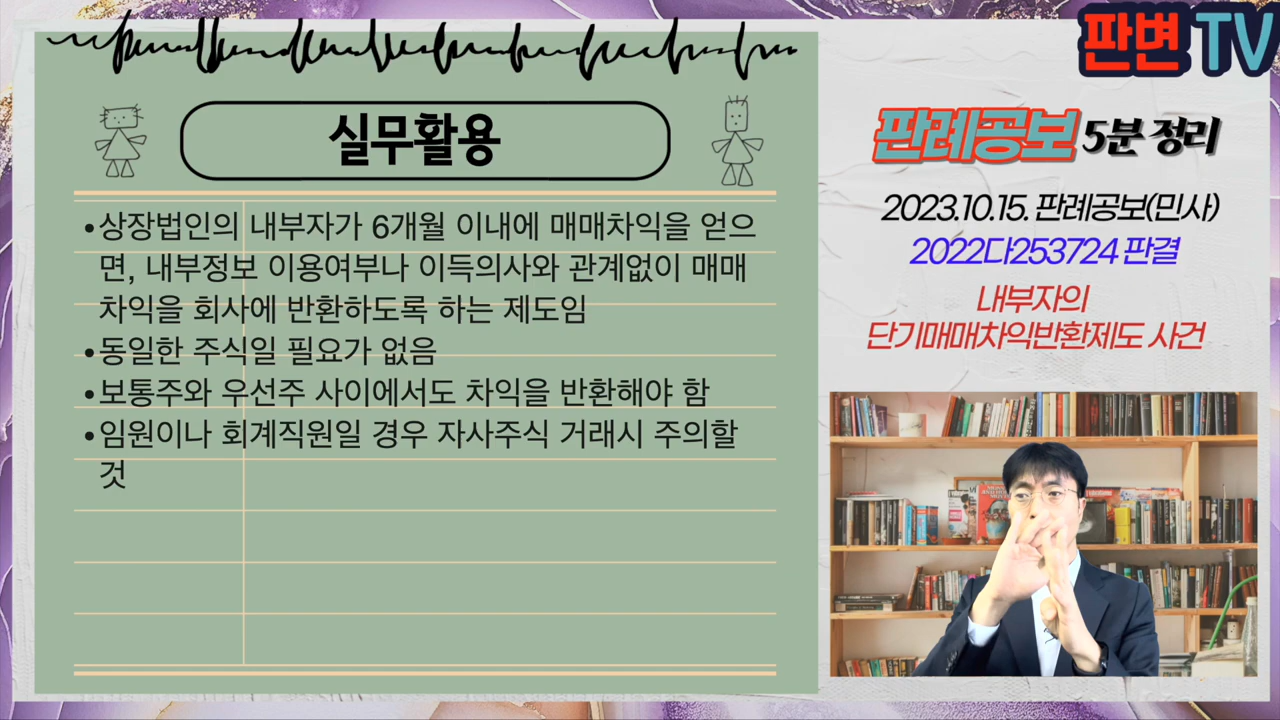 판변 TV
실무활용
•상장법인의 내부자가 6개월 이내에 매매차익을 얻으
면, 내부정보 이용여부나 이득의사와 관계없이 매매
차익을 회사에 반환하도록 하는 제도임
•동일한 주식일 필요가 없음
•보통주와 우선주 사이에서도 차익을 반환해야 함
•임원이나 회계직원일 경우 자사주식 거래시 주의할
것
판례공보 5분 정리
2023.10.15. 판례공보(민사)
2022다253724 판결
내부자의
단기매매차익반환제도 사건